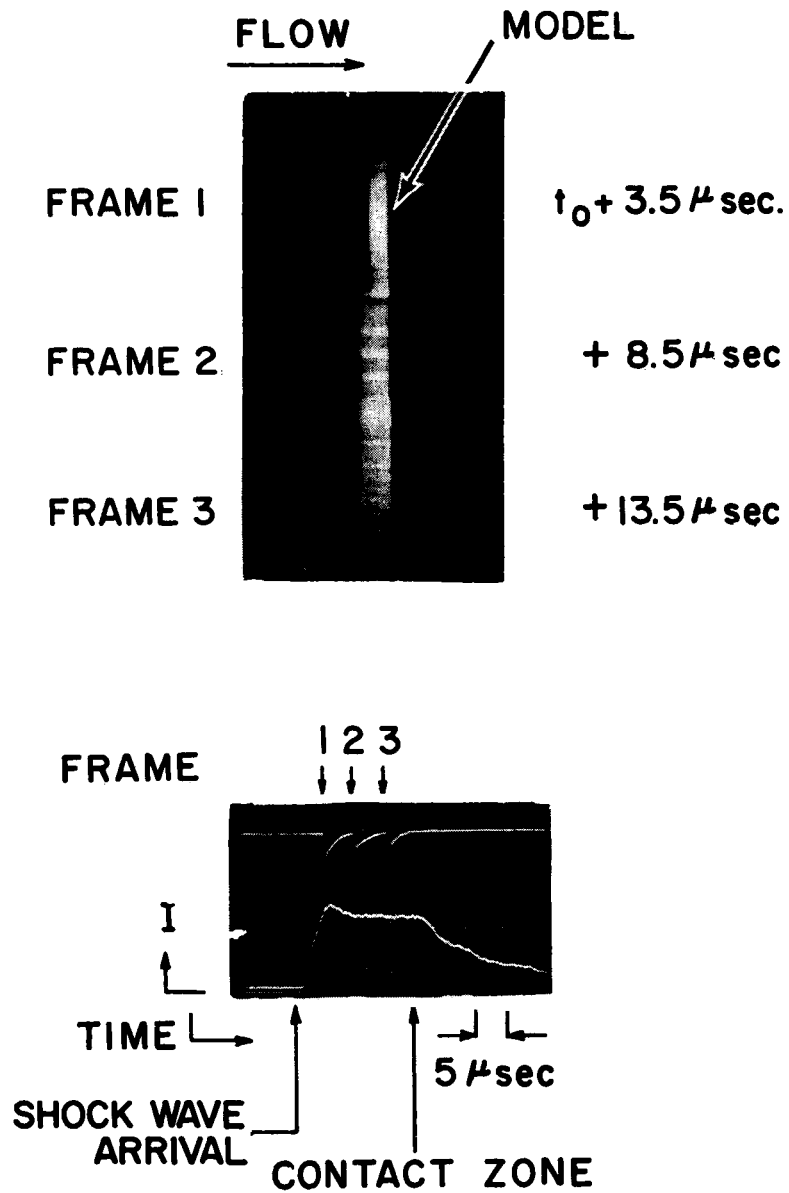 FLOW
MODEL
FRAME 1
t₀ + 3.5 μ sec.
FRAME 2
+ 8.5 μ sec
FRAME 3
+ 13.5 μ sec
FRAME
1 2 3
I
TIME
5 μ sec
SHOCK WAVE
ARRIVAL
CONTACT ZONE